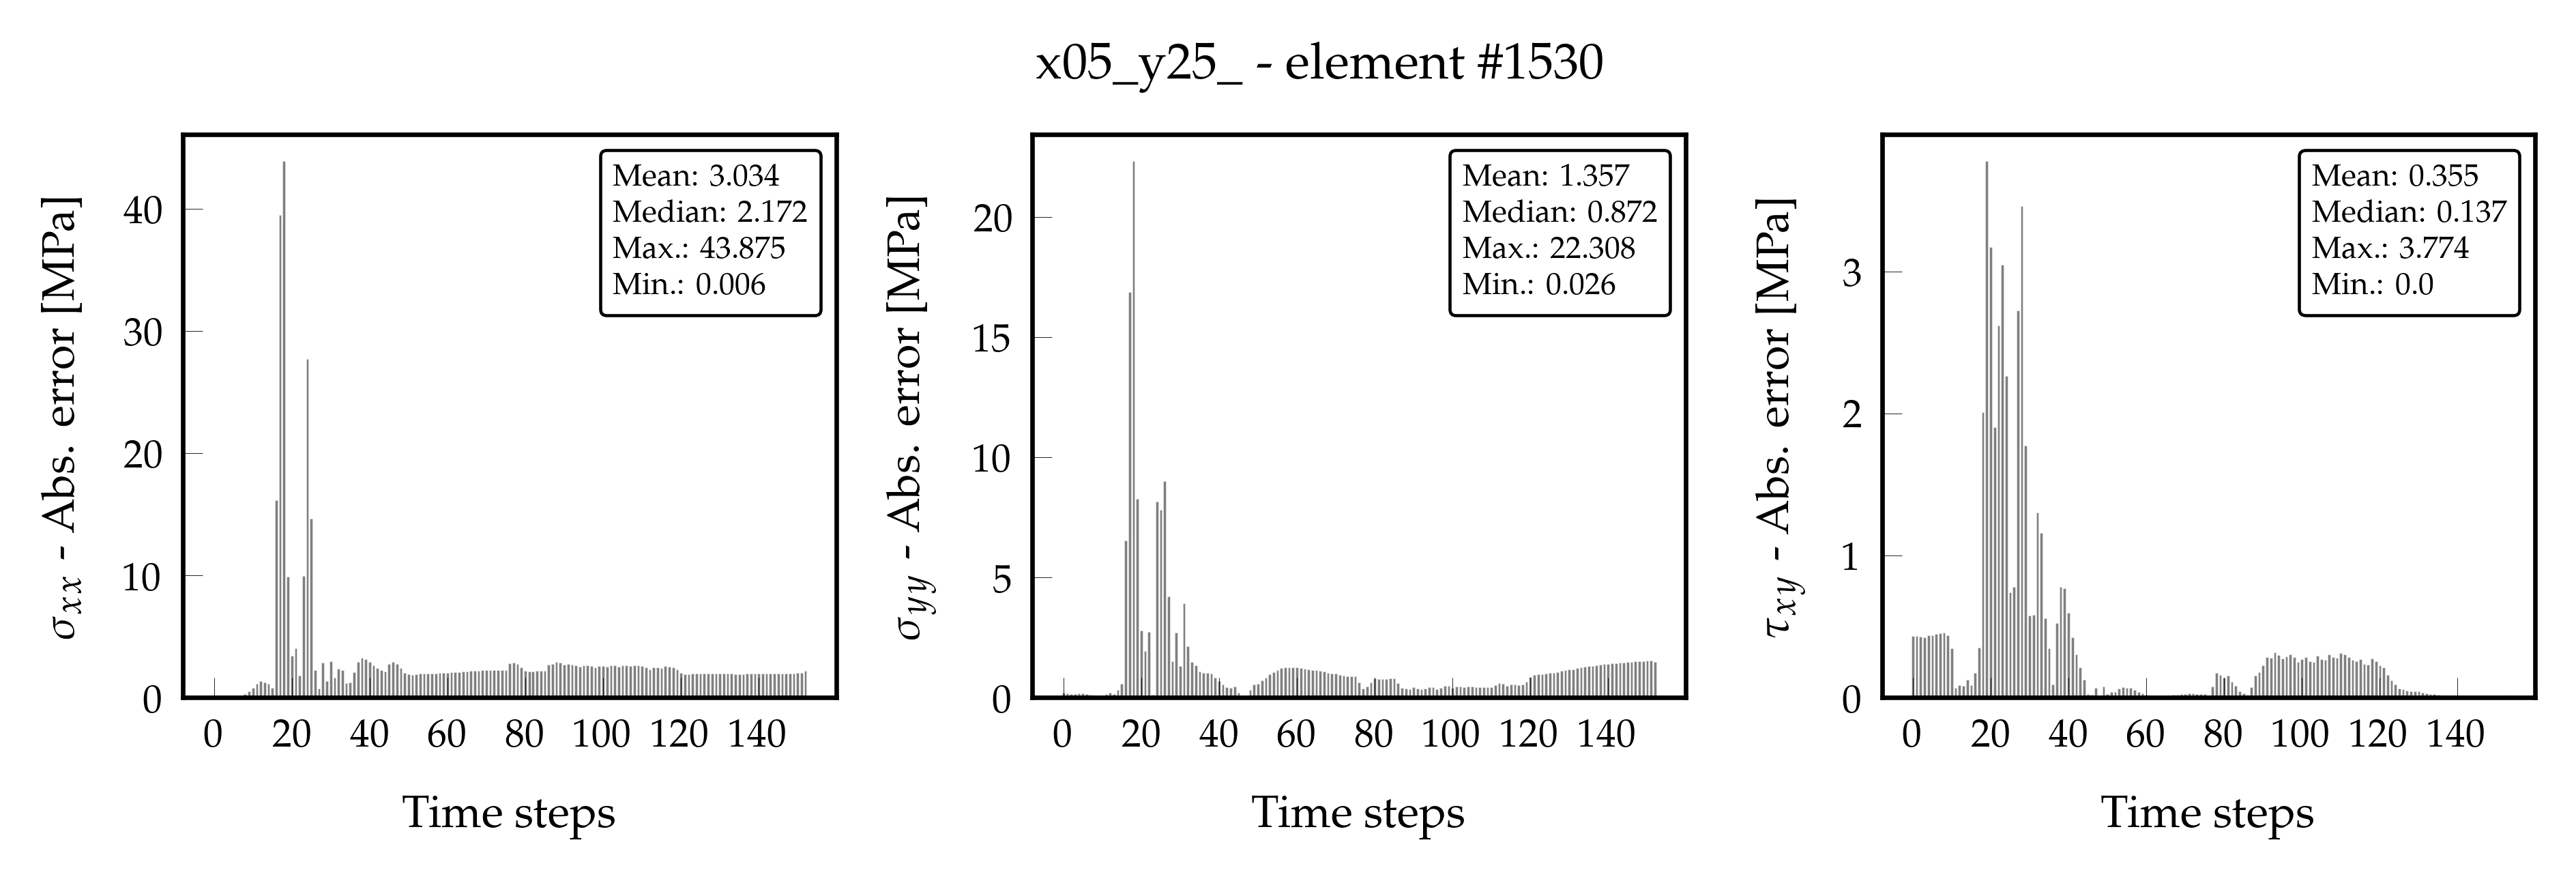 x05_y25_ - element #1530
σxx - Abs. error [MPa]
40
30
20
10
0
Mean: 3.034
Median: 2.172
Max.: 43.875
Min.: 0.006
0 20 40 60 80 100 120 140
Time steps
σyy - Abs. error [MPa]
20
15
10
5
0
Mean: 1.357
Median: 0.872
Max.: 22.308
Min.: 0.026
0 20 40 60 80 100 120 140
Time steps
τxy - Abs. error [MPa]
3
2
1
0
Mean: 0.355
Median: 0.137
Max.: 3.774
Min.: 0.0
0 20 40 60 80 100 120 140
Time steps